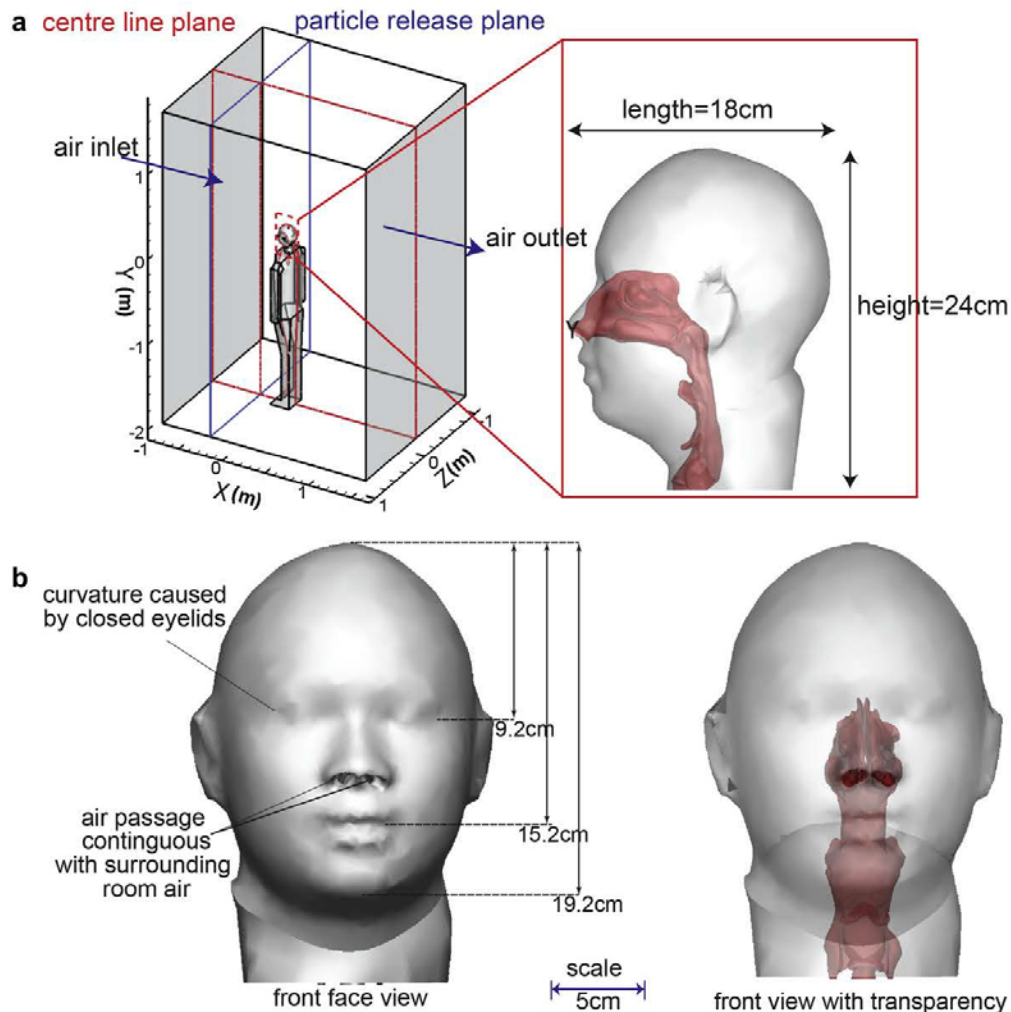 a centre line plane particle release plane
length=18cm
air inlet
air outlet
height=24cm
1
0
-1
-2
Y (m)
-1
0
1
X (m)
1
0
-1
Z(m)
Y
b
curvature caused
by closed eyelids
9.2cm
air passage
continguous
with surrounding
room air
15.2cm
19.2cm
scale
5cm
front face view
front view with transparency